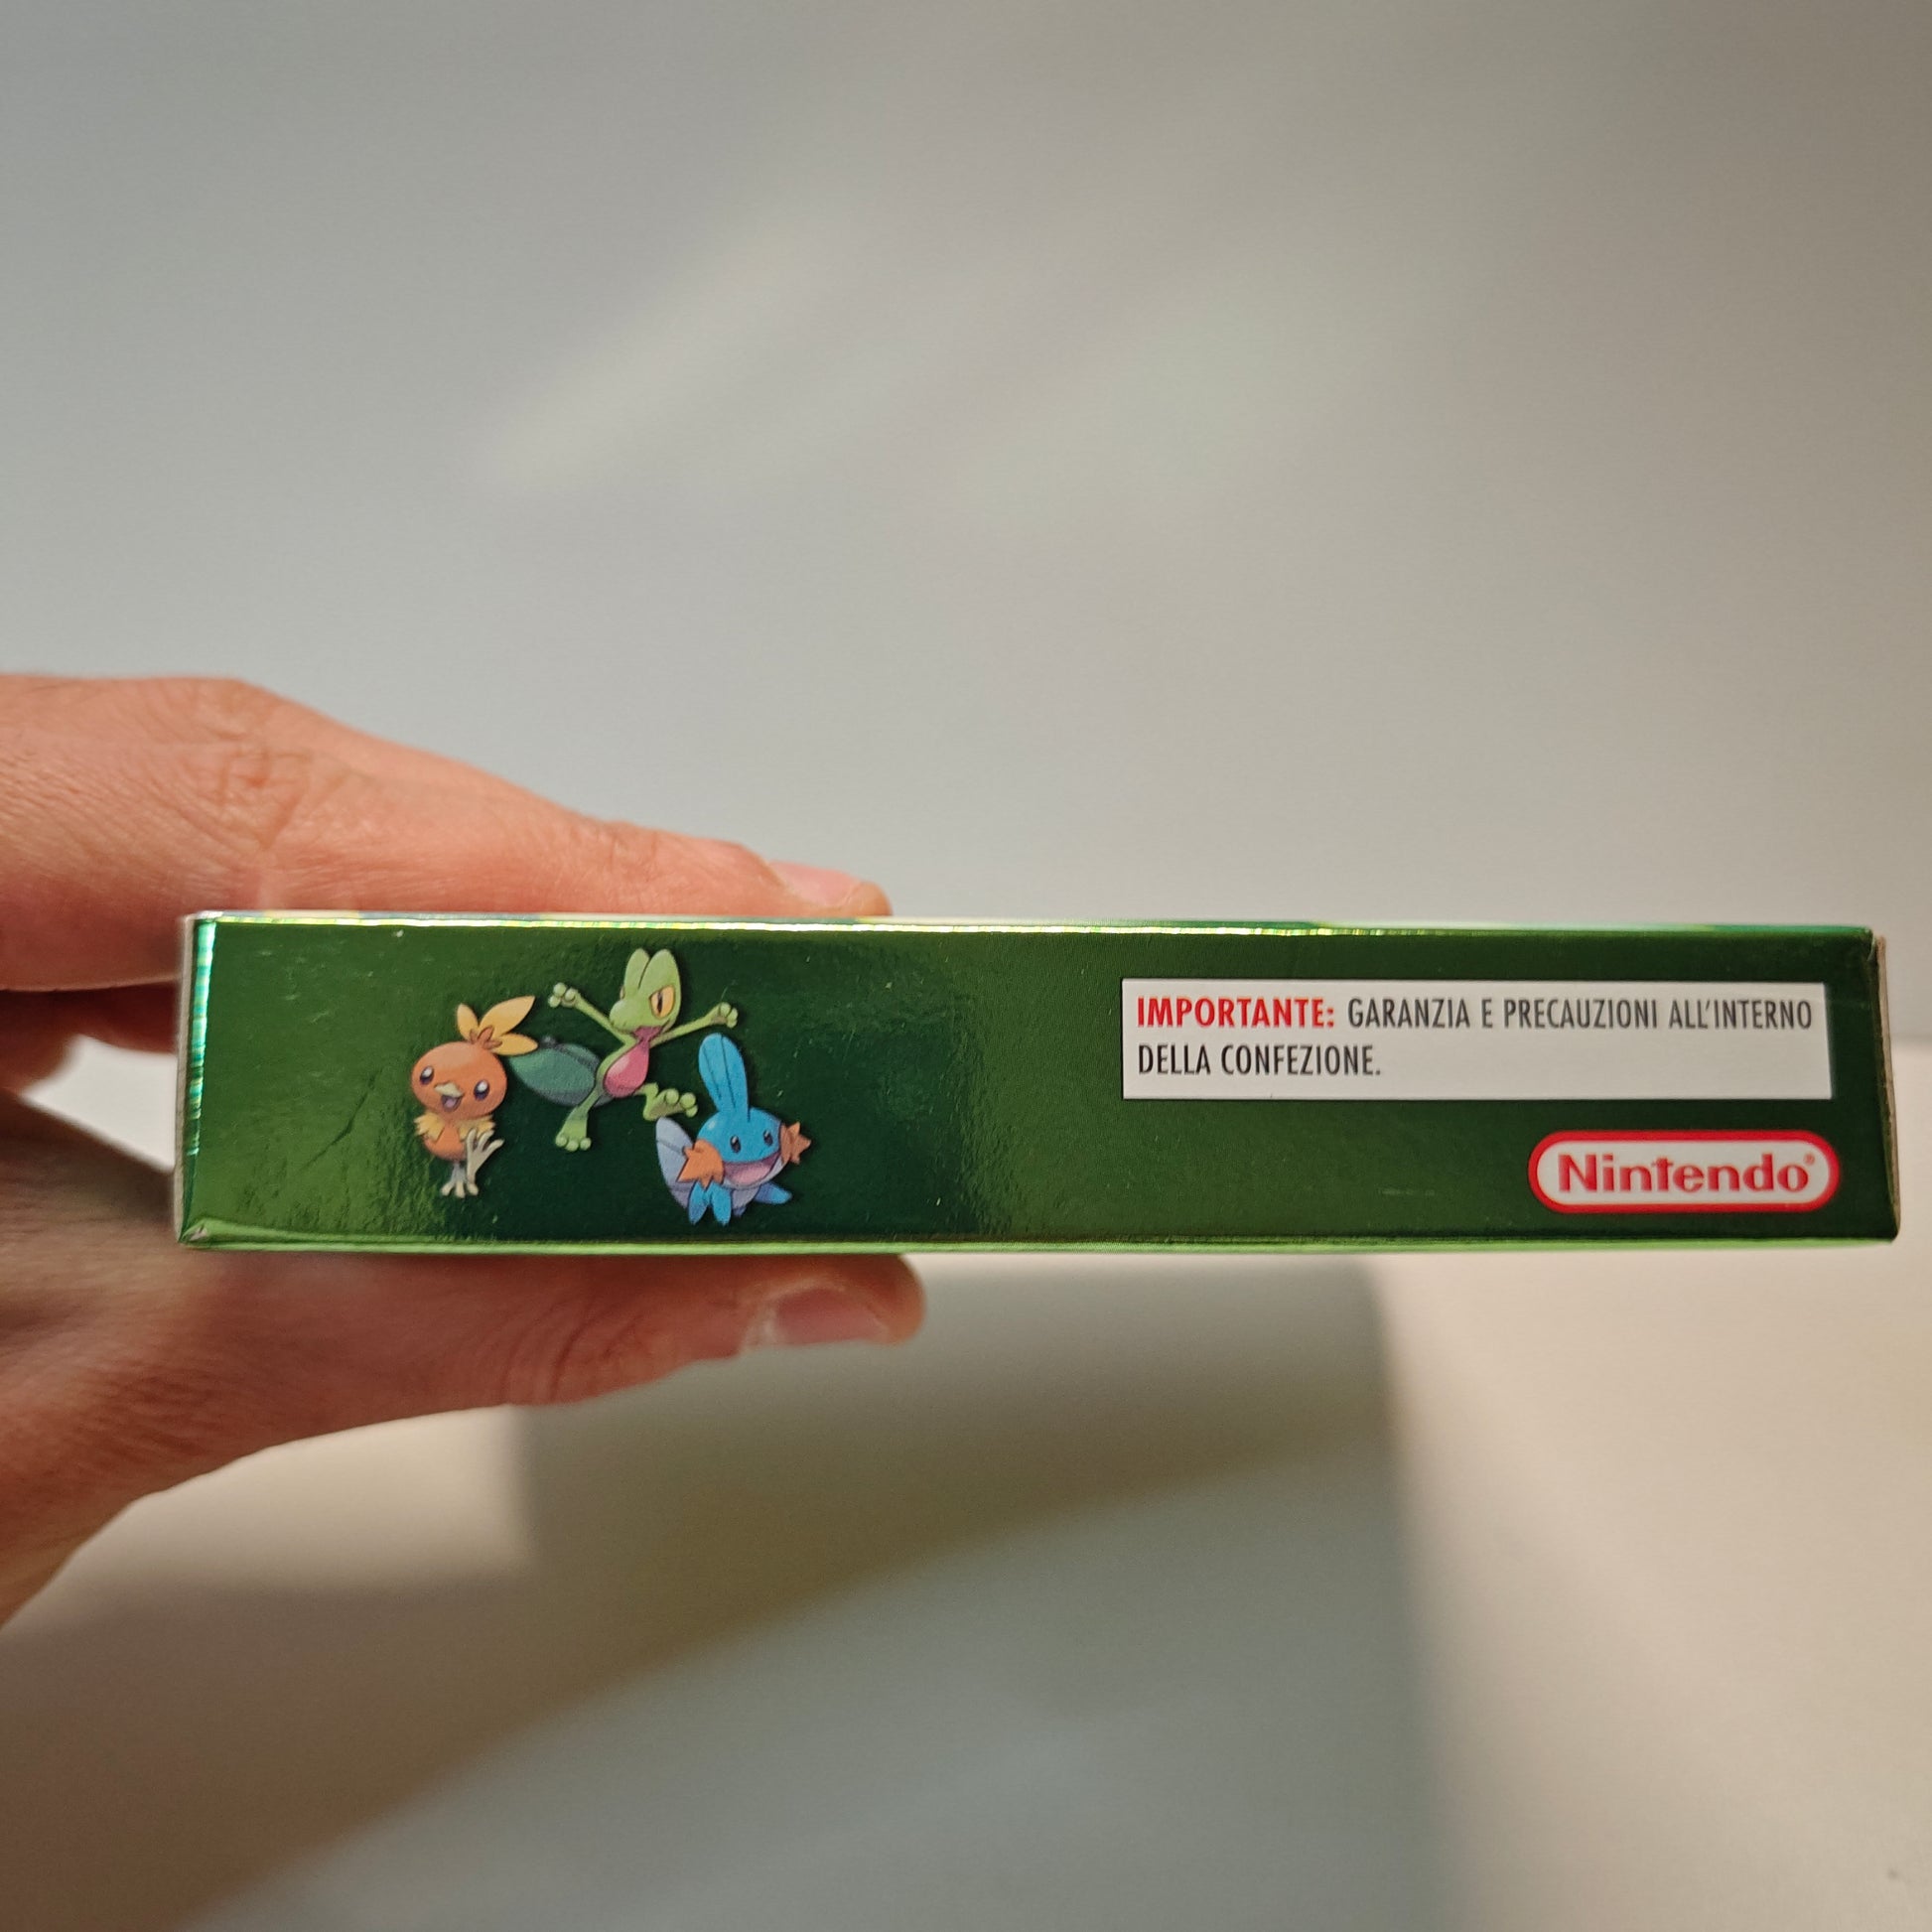 IMPORTANTE: GARANZIA E PRECAUZIONI ALL'INTERNO
DELLA CONFEZIONE.
Nintendo®